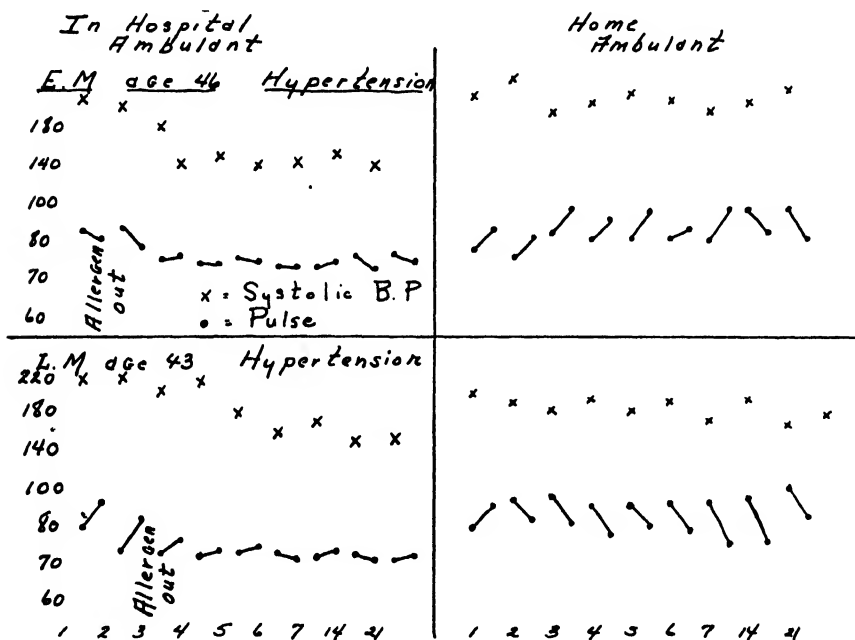 In Hospital
Ambulant
Home
Ambulant
E.M age 46 Hypertension
180
140
100
80
70
60
Allergen
out
x = Systolic B.P
• = Pulse
L.M age 43 Hypertension
220
180
140
100
80
70
60
Allergen
out
1 2 3 4 5 6 7 14 21
1 2 3 4 5 6 7 14 21